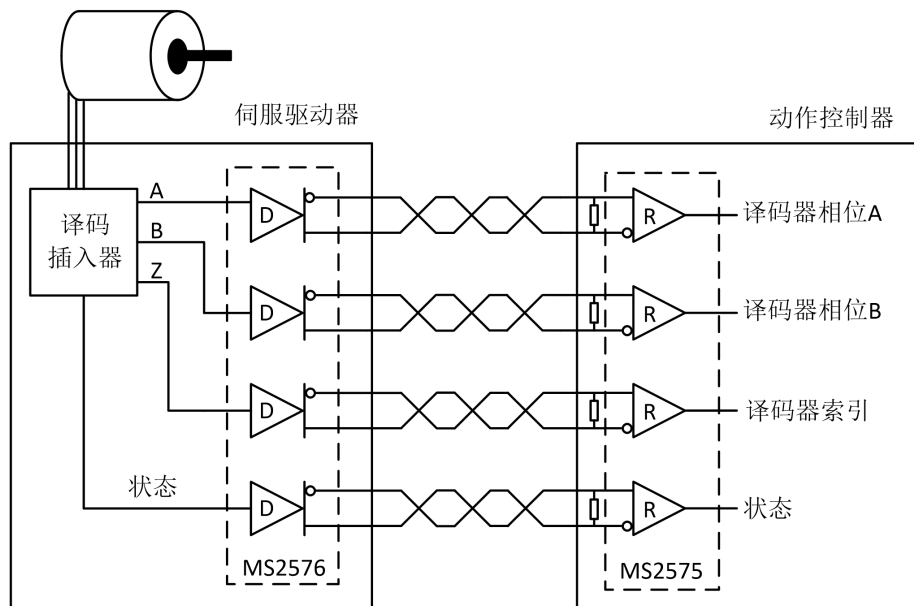 伺服驱动器
动作控制器
译码
插入器
A
B
Z
状态
D
D
D
D
MS2576
R
R
R
R
MS2575
译码器相位A
译码器相位B
译码器索引
状态